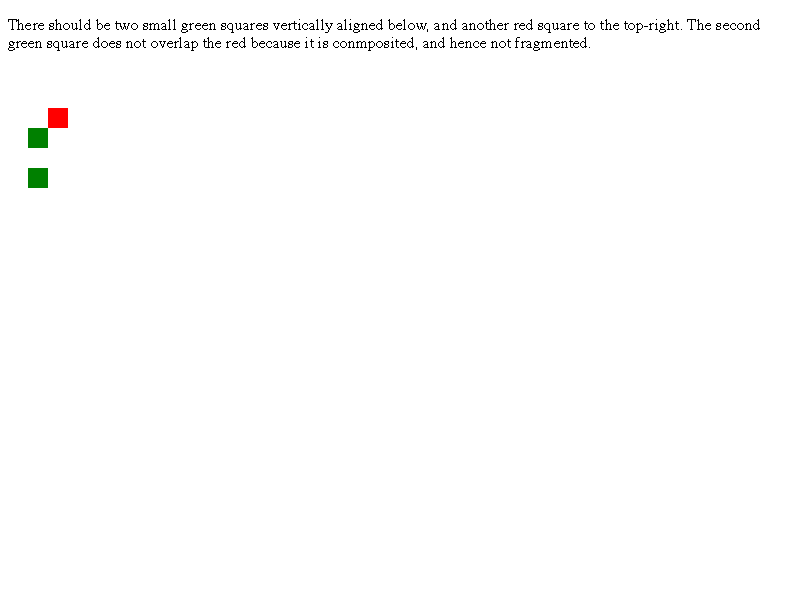 There should be two small green squares vertically aligned below, and another red square to the top-right. The second
green square does not overlap the red because it is conmposited, and hence not fragmented.